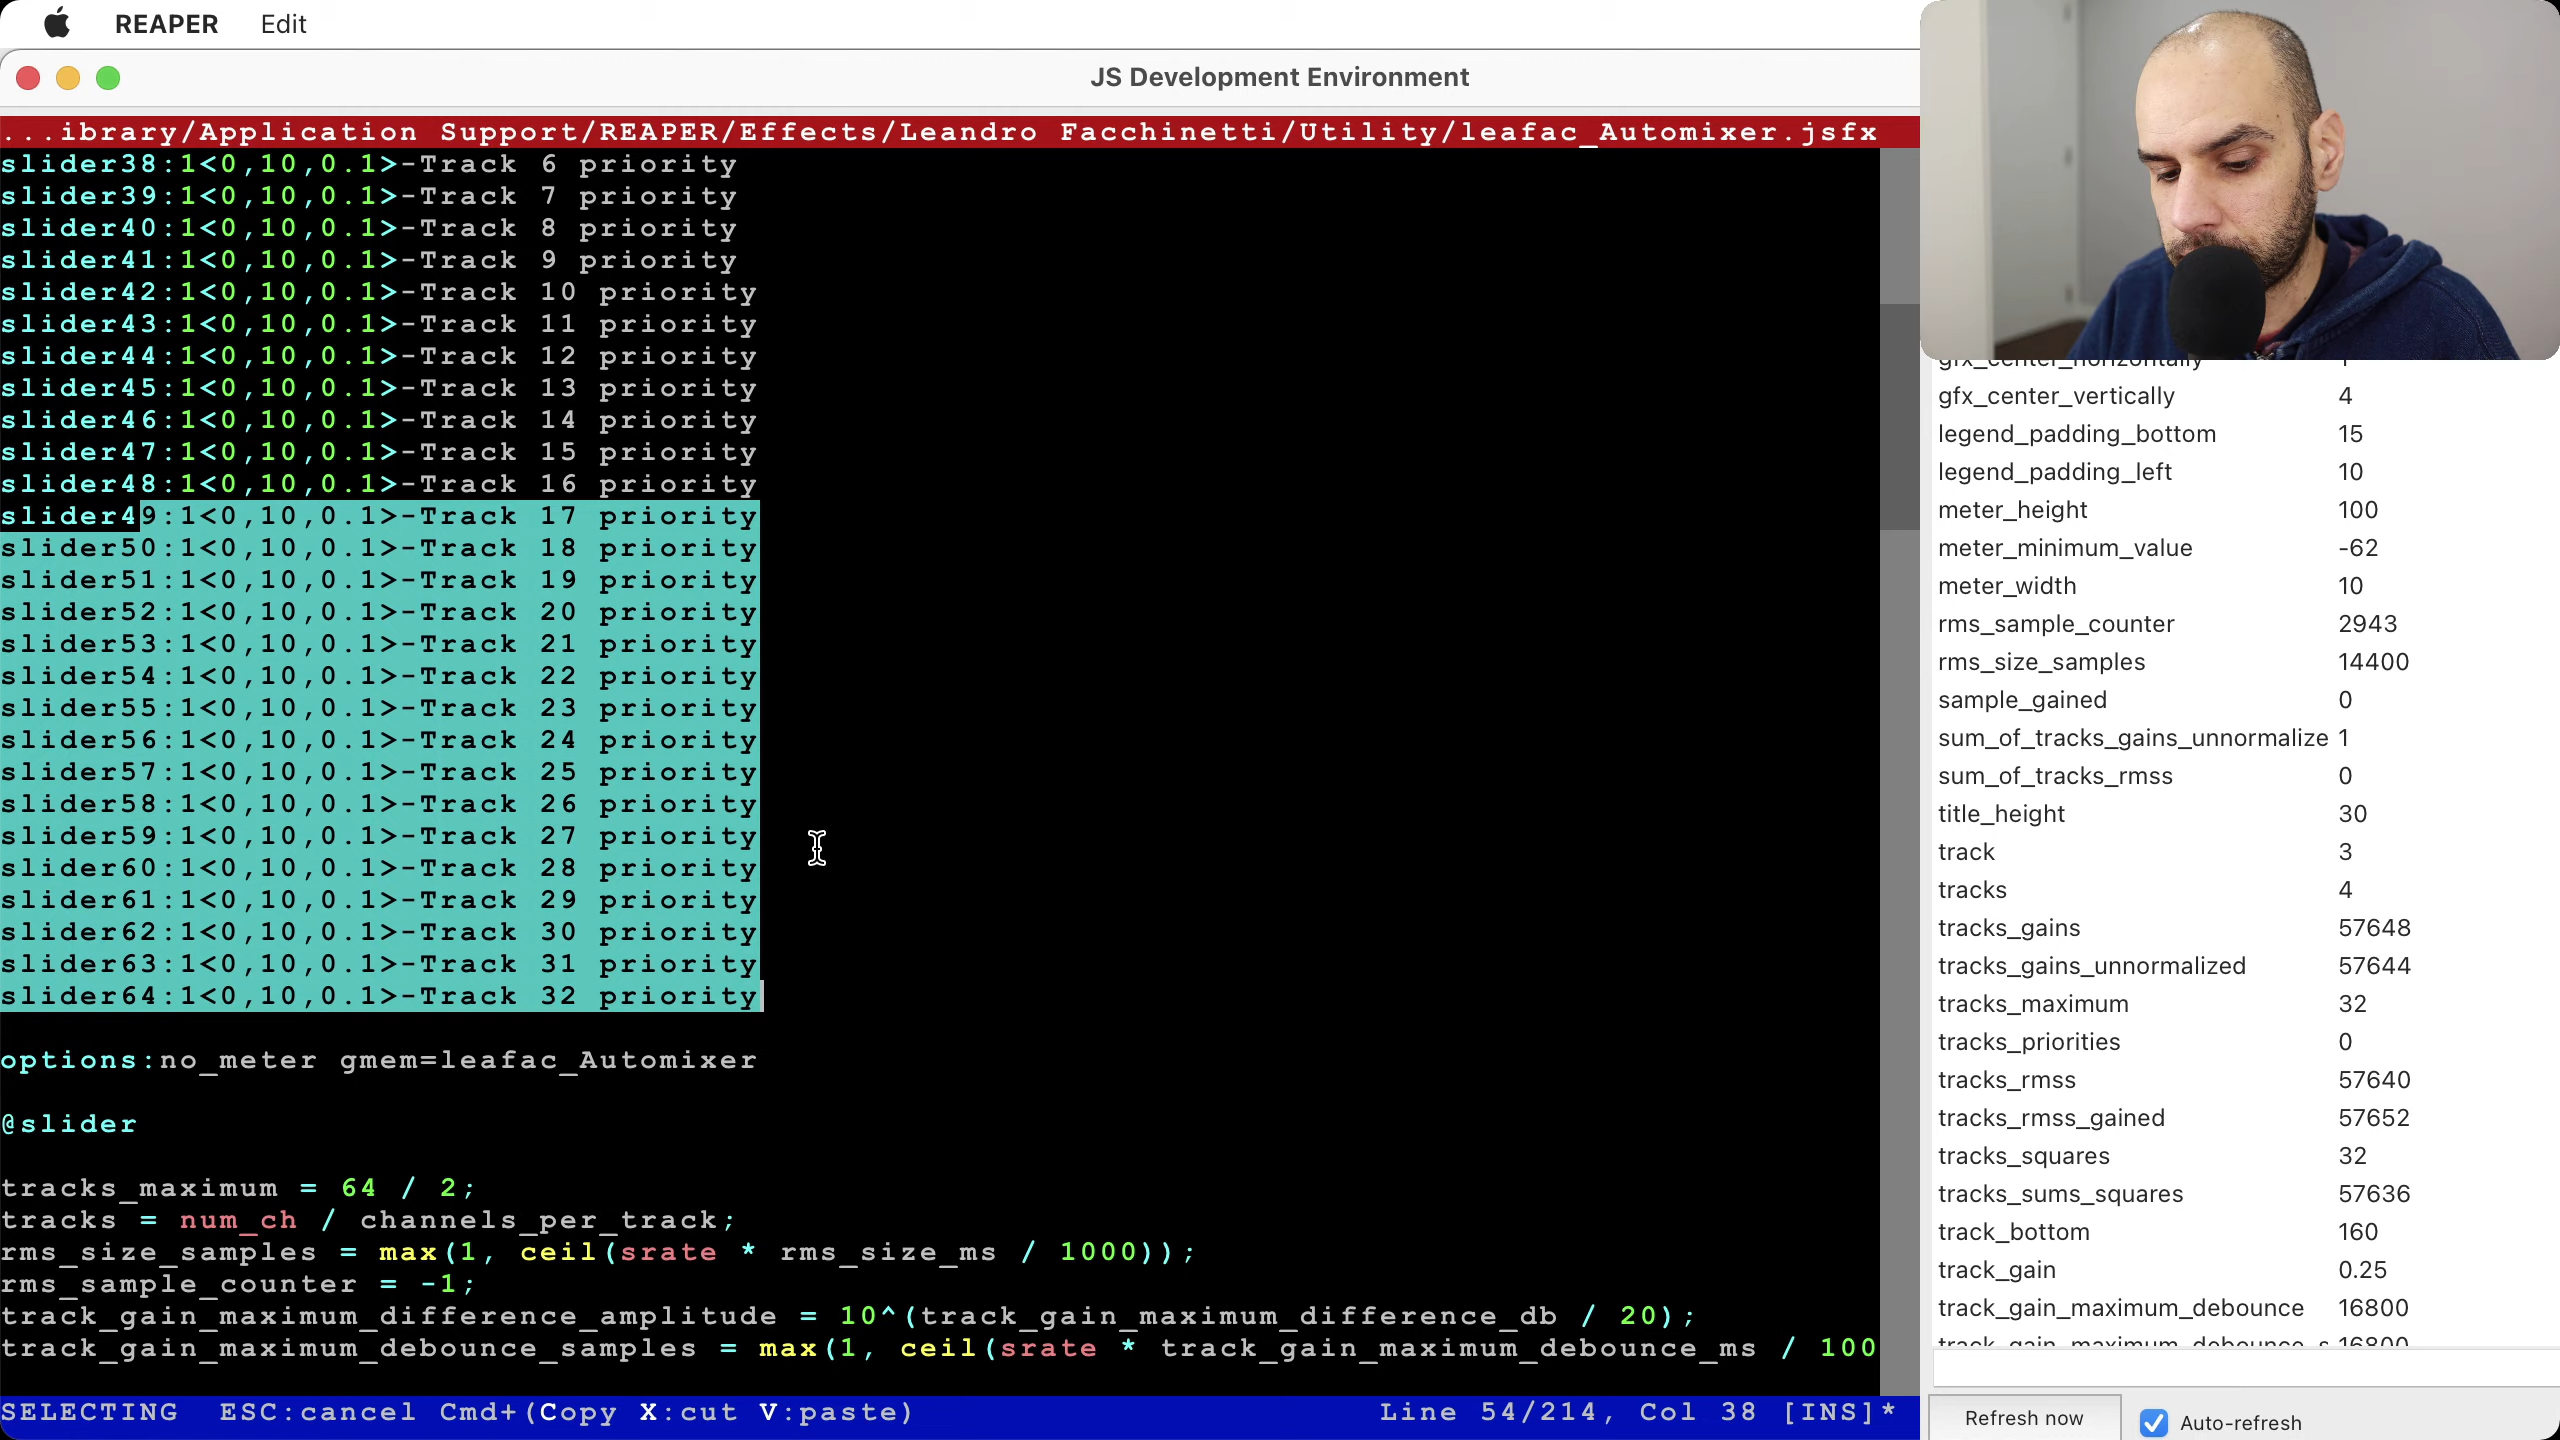 REAPER Edit
JS Development Environment
...ibrary/Application Support/REAPER/Effects/Leandro Facchinetti/Utility/leafac_Automixer.jsfx
slider38:1<0,10,0.1>-Track 6 priority
slider39:1<0,10,0.1>-Track 7 priority
slider40:1<0,10,0.1>-Track 8 priority
slider41:1<0,10,0.1>-Track 9 priority
slider42:1<0,10,0.1>-Track 10 priority
slider43:1<0,10,0.1>-Track 11 priority
slider44:1<0,10,0.1>-Track 12 priority
slider45:1<0,10,0.1>-Track 13 priority
slider46:1<0,10,0.1>-Track 14 priority
slider47:1<0,10,0.1>-Track 15 priority
slider48:1<0,10,0.1>-Track 16 priority
slider49:1<0,10,0.1>-Track 17 priority
slider50:1<0,10,0.1>-Track 18 priority
slider51:1<0,10,0.1>-Track 19 priority
slider52:1<0,10,0.1>-Track 20 priority
slider53:1<0,10,0.1>-Track 21 priority
slider54:1<0,10,0.1>-Track 22 priority
slider55:1<0,10,0.1>-Track 23 priority
slider56:1<0,10,0.1>-Track 24 priority
slider57:1<0,10,0.1>-Track 25 priority
slider58:1<0,10,0.1>-Track 26 priority
slider59:1<0,10,0.1>-Track 27 priority
slider60:1<0,10,0.1>-Track 28 priority
slider61:1<0,10,0.1>-Track 29 priority
slider62:1<0,10,0.1>-Track 30 priority
slider63:1<0,10,0.1>-Track 31 priority
slider64:1<0,10,0.1>-Track 32 priority
options:no_meter gmem=leafac_Automixer
@slider
tracks_maximum = 64 / 2;
tracks = num_ch / channels_per_track;
rms_size_samples = max(1, ceil(srate * rms_size_ms / 1000));
rms_sample_counter = -1;
track_gain_maximum_difference_amplitude = 10^(track_gain_maximum_difference_db / 20);
track_gain_maximum_debounce_samples = max(1, ceil(srate * track_gain_maximum_debounce_ms / 100
SELECTING ESC:cancel Cmd+(Copy X:cut V:paste) Line 54/214, Col 38 [INS]*
gfx_center_vertically 4
legend_padding_bottom 15
legend_padding_left 10
meter_height 100
meter_minimum_value -62
meter_width 10
rms_sample_counter 2943
rms_size_samples 14400
sample_gained 0
sum_of_tracks_gains_unnormalize 1
sum_of_tracks_rmss 0
title_height 30
track 3
tracks 4
tracks_gains 57648
tracks_gains_unnormalized 57644
tracks_maximum 32
tracks_priorities 0
tracks_rmss 57640
tracks_rmss_gained 57652
tracks_squares 32
tracks_sums_squares 57636
track_bottom 160
track_gain 0.25
track_gain_maximum_debounce 16800
Refresh now Auto-refresh